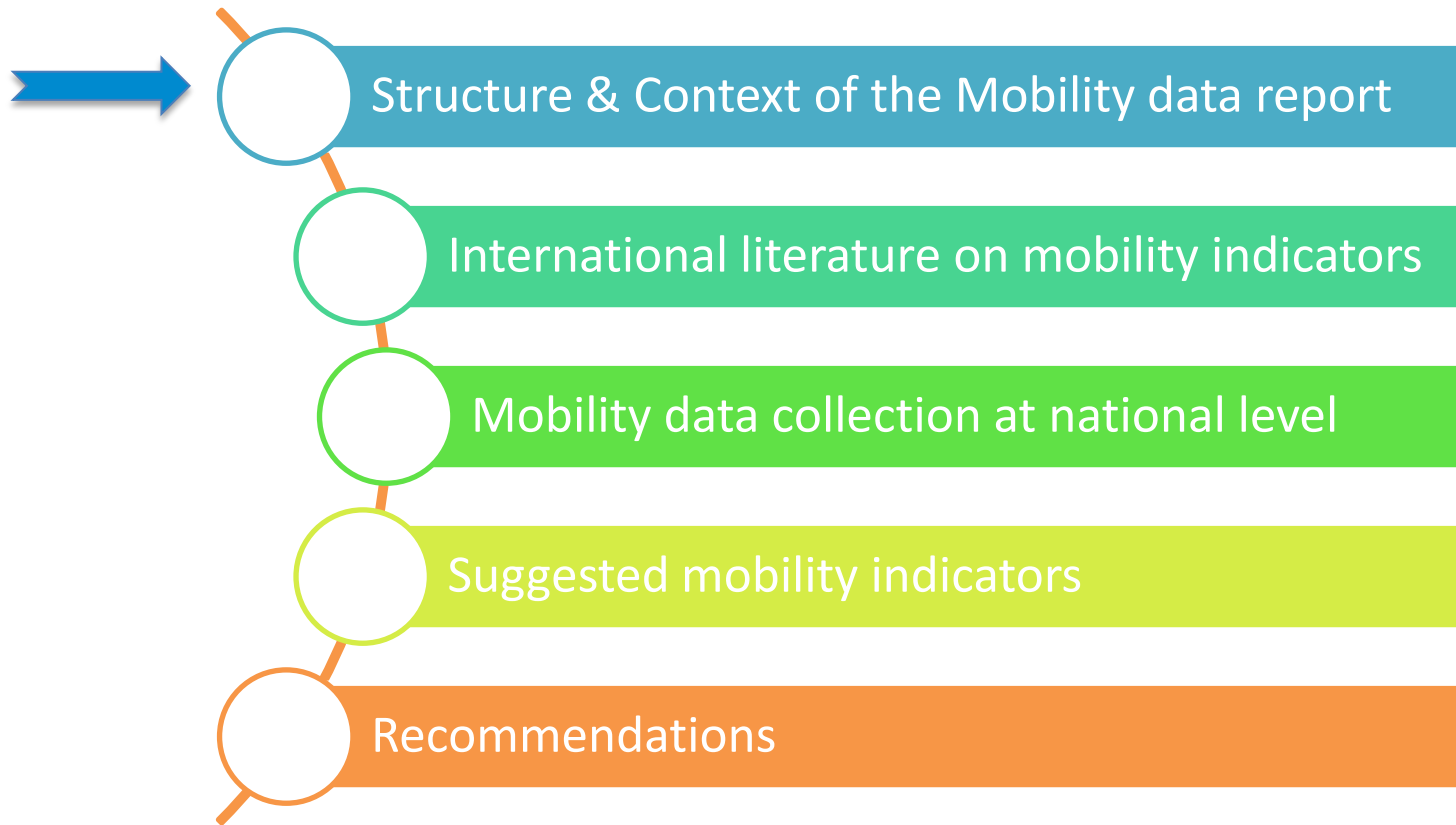 Structure & Context of the Mobility data report
International literature on mobility indicators
Mobility data collection at national level
Suggested mobility indicators
Recommendations